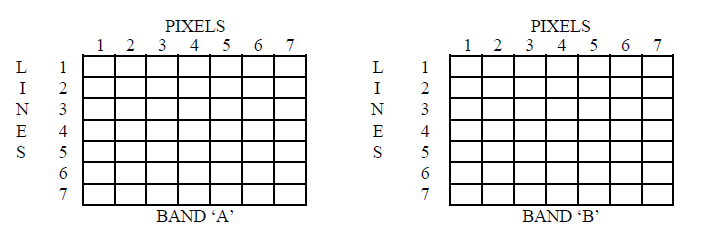 PIXELS PIXELS
1 2 3 4 5 6 7 1 2 3 4 5 6 7
L 1 L 1
I 2 I 2
N 3 N 3
E 4 E 4
S 5 S 5
6 6
7 7
BAND ‘A’ BAND ‘B’